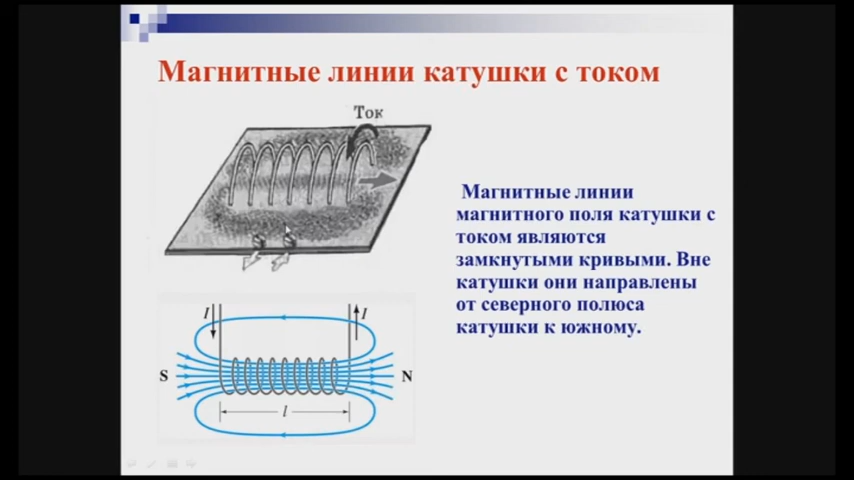 Магнитные линии катушки с током
Ток
Магнитные линии
магнитного поля катушки с
током являются
замкнутыми кривыми. Вне
катушки они направлены
от северного полюса
катушки к южному.
I I
S N
l